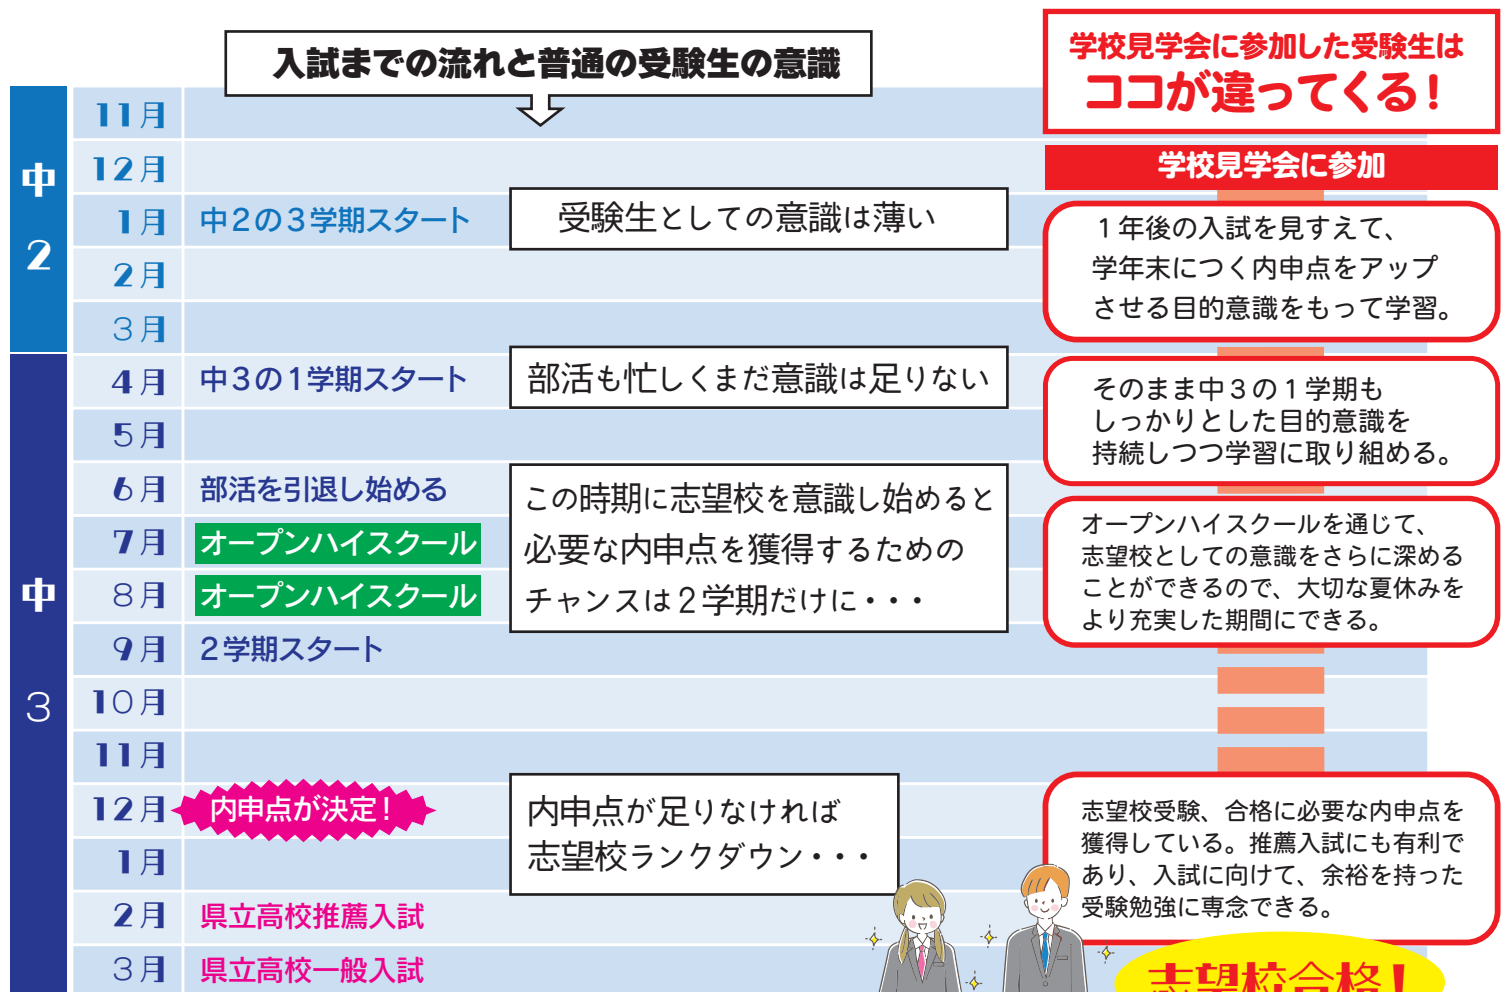 入試までの流れと普通の受験生の意識
学校見学会に参加した受験生は
ココが違ってくる！
学校見学会に参加
中2
11月
12月
1月 中2の3学期スタート
受験生としての意識は薄い
2月
3月
1年後の入試を見すえて、
学年末につく内申点をアップ
させる目的意識をもって学習。
中3
4月 中3の1学期スタート
部活も忙しくまだ意識は足りない
5月
そのまま中3の1学期も
しっかりとした目的意識を
持続しつつ学習に取り組める。
6月 部活を引退し始める
7月 オープンハイスクール
8月 オープンハイスクール
この時期に志望校を意識し始めると
必要な内申点を獲得するための
チャンスは2学期だけに・・・
オープンハイスクールを通じて、
志望校としての意識をさらに深める
ことができるので、大切な夏休みを
より充実した期間にできる。
9月 2学期スタート
10月
11月
12月 内申点が決定！
1月
内申点が足りなければ
志望校ランクダウン・・・
志望校受験、合格に必要な内申点を
獲得している。推薦入試にも有利で
あり、入試に向けて、余裕を持った
受験勉強に専念できる。
2月 県立高校推薦入試
3月 県立高校一般入試
志望校合格！